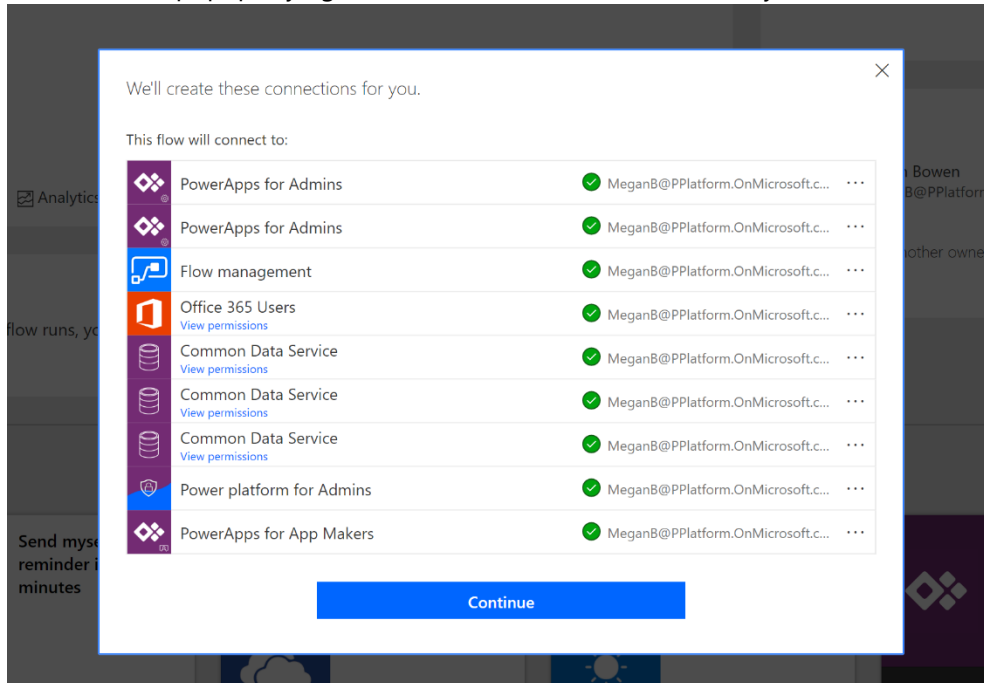 We'll create these connections for you.
This flow will connect to:
PowerApps for Admins MeganB@PPlatform.OnMicrosoft.c... ...
PowerApps for Admins MeganB@PPlatform.OnMicrosoft.c... ...
Flow management MeganB@PPlatform.OnMicrosoft.c... ...
Office 365 Users MeganB@PPlatform.OnMicrosoft.c... ...
View permissions
Common Data Service MeganB@PPlatform.OnMicrosoft.c... ...
View permissions
Common Data Service MeganB@PPlatform.OnMicrosoft.c... ...
View permissions
Common Data Service MeganB@PPlatform.OnMicrosoft.c... ...
View permissions
Power platform for Admins MeganB@PPlatform.OnMicrosoft.c... ...
PowerApps for App Makers MeganB@PPlatform.OnMicrosoft.c... ...
Continue
Analytics
flow runs, yo
Bowen
B@PPlatfor
nother owne
Send myse
reminder i
minutes